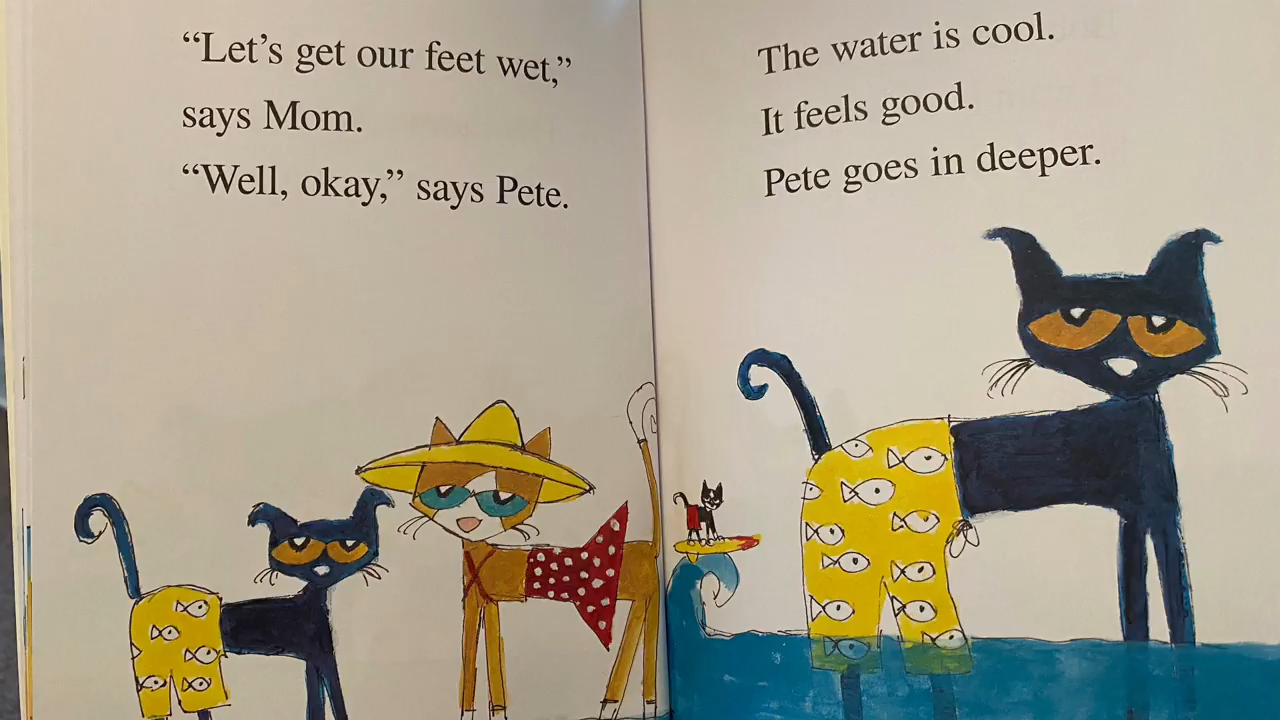 “Let’s get our feet wet,”
says Mom.
“Well, okay,” says Pete.
The water is cool.
It feels good.
Pete goes in deeper.